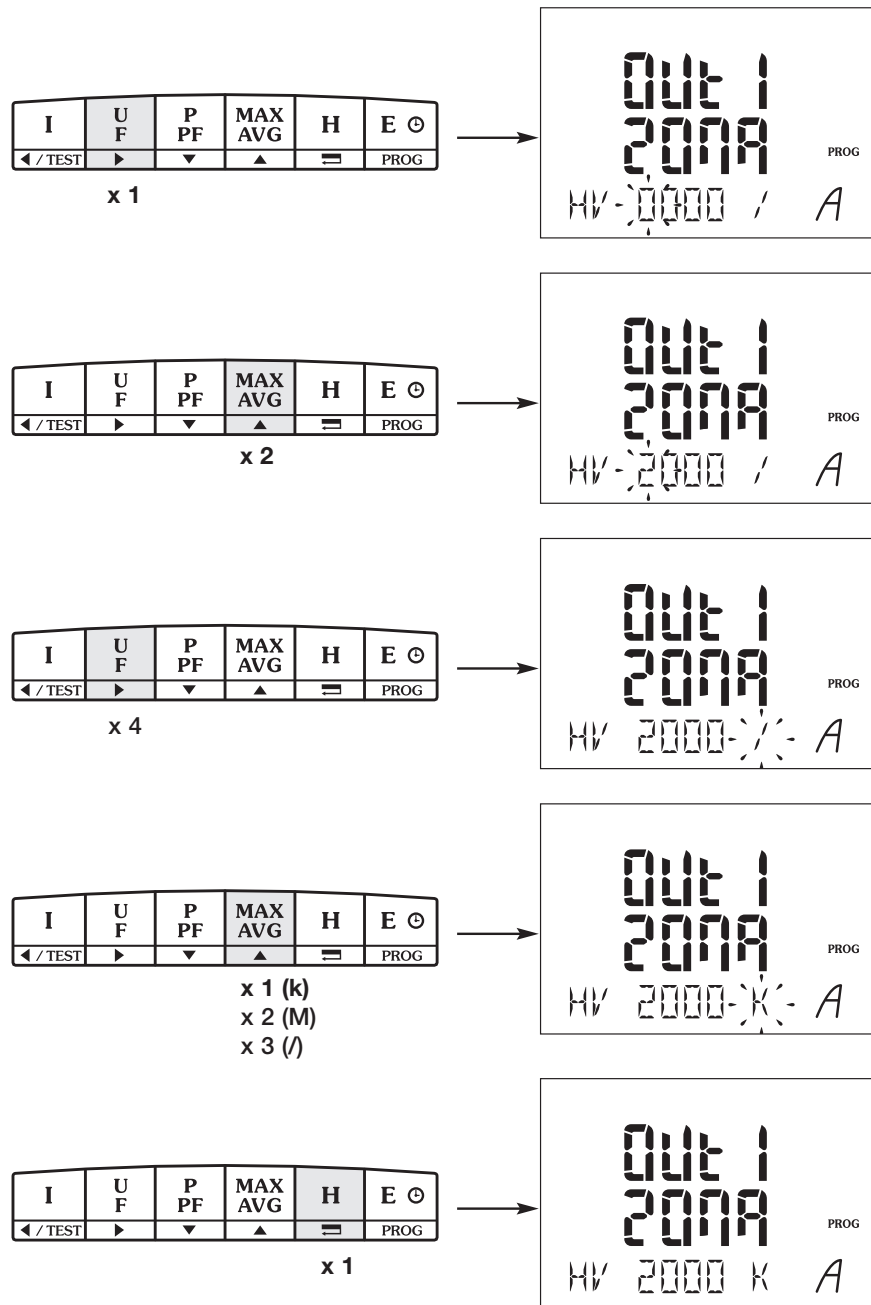 Out 1
I U F P PF MAX AVG H E
20mA
PROG
◄ / TEST ► ▼ ▲ PROG
HV 0000 / A
x 1
Out 1
I U F P PF MAX AVG H E
20mA
PROG
◄ / TEST ► ▼ ▲ PROG
HV 2000 / A
x 2
Out 1
I U F P PF MAX AVG H E
20mA
PROG
◄ / TEST ► ▼ ▲ PROG
HV 2000 / A
x 4
Out 1
I U F P PF MAX AVG H E
20mA
PROG
◄ / TEST ► ▼ ▲ PROG
HV 2000 K A
x 1 (k)
x 2 (M)
x 3 (/)
Out 1
I U F P PF MAX AVG H E
20mA
PROG
◄ / TEST ► ▼ ▲ PROG
HV 2000 K A
x 1